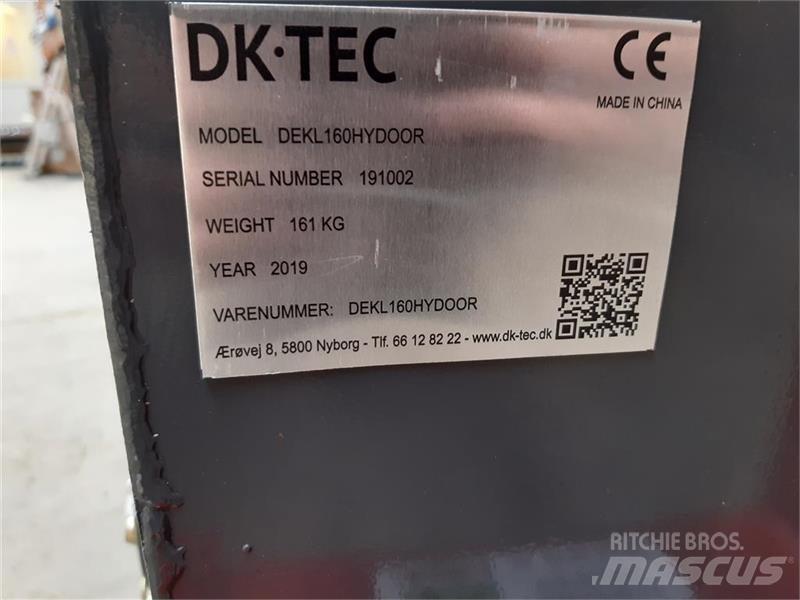 DK·TEC
CE
MADE IN CHINA
MODEL DEKL160HYDOOR
SERIAL NUMBER 191002
WEIGHT 161 KG
YEAR 2019
VARENUMMER: DEKL160HYDOOR
Ærøvej 8, 5800 Nyborg - Tlf. 66 12 82 22 - www.dk-tec.dk
RITCHIE BROS.
MASCUS